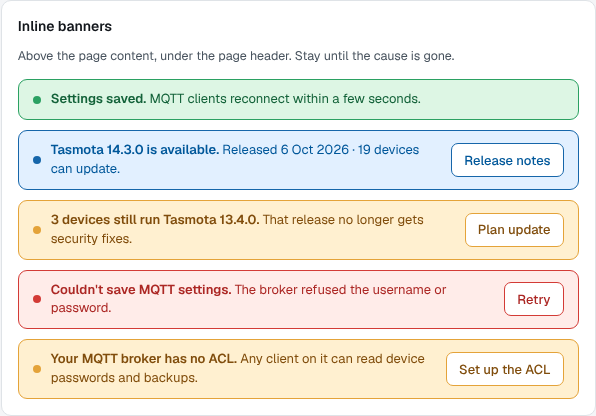 Inline banners
Above the page content, under the page header. Stay until the cause is gone.
Settings saved. MQTT clients reconnect within a few seconds.
Tasmota 14.3.0 is available. Released 6 Oct 2026 · 19 devices
can update.
Release notes
3 devices still run Tasmota 13.4.0. That release no longer gets
security fixes.
Plan update
Couldn't save MQTT settings. The broker refused the username or
password.
Retry
Your MQTT broker has no ACL. Any client on it can read device
passwords and backups.
Set up the ACL